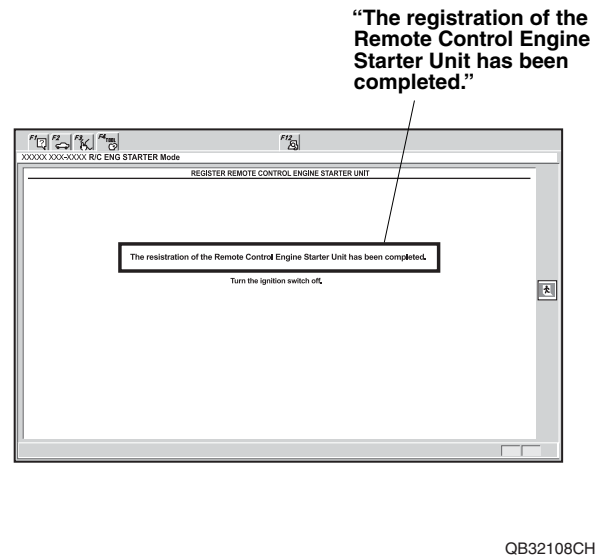 “The registration of the
Remote Control Engine
Starter Unit has been
completed.”
F1 F2 F3 F4 TOOL F12
XXXXX XXX-XXXX R/C ENG STARTER Mode
REGISTER REMOTE CONTROL ENGINE STARTER UNIT
The resistration of the Remote Control Engine Starter Unit has been completed.
Turn the ignition switch off.
QB32108CH